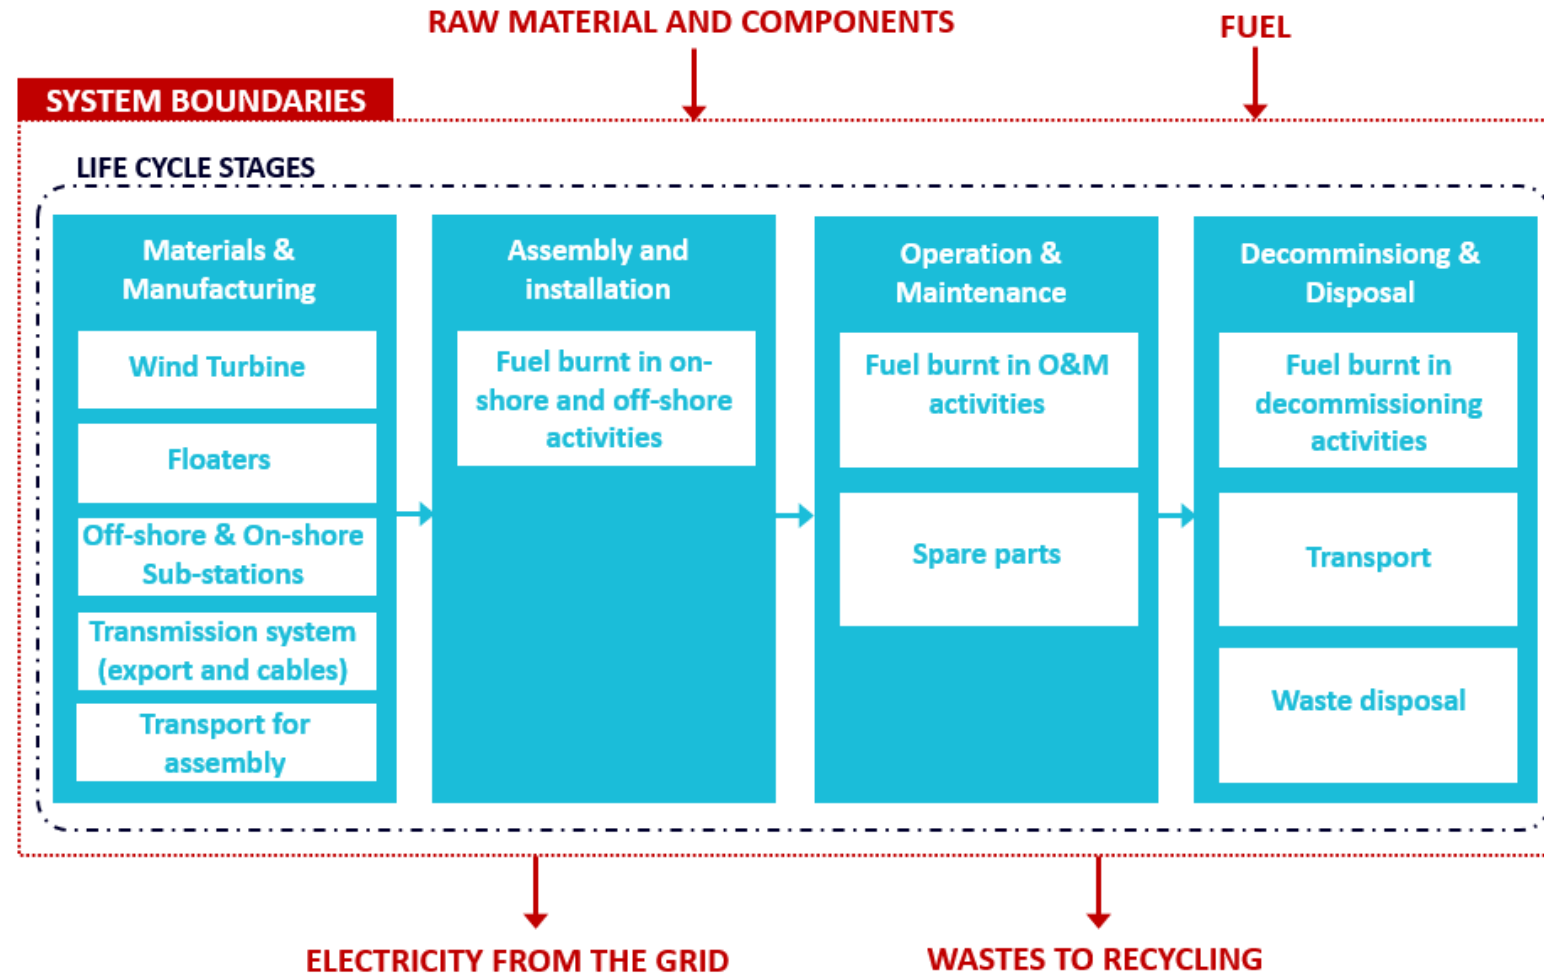 RAW MATERIAL AND COMPONENTS
FUEL
SYSTEM BOUNDARIES
LIFE CYCLE STAGES
Materials &
Manufacturing
Wind Turbine
Floaters
Off-shore & On-shore
Sub-stations
Transmission system
(export and cables)
Transport for
assembly
Assembly and
installation
Fuel burnt in on-
shore and off-shore
activities
Operation &
Maintenance
Fuel burnt in O&M
activities
Spare parts
Decomminsiong &
Disposal
Fuel burnt in
decommissioning
activities
Transport
Waste disposal
ELECTRICITY FROM THE GRID
WASTES TO RECYCLING